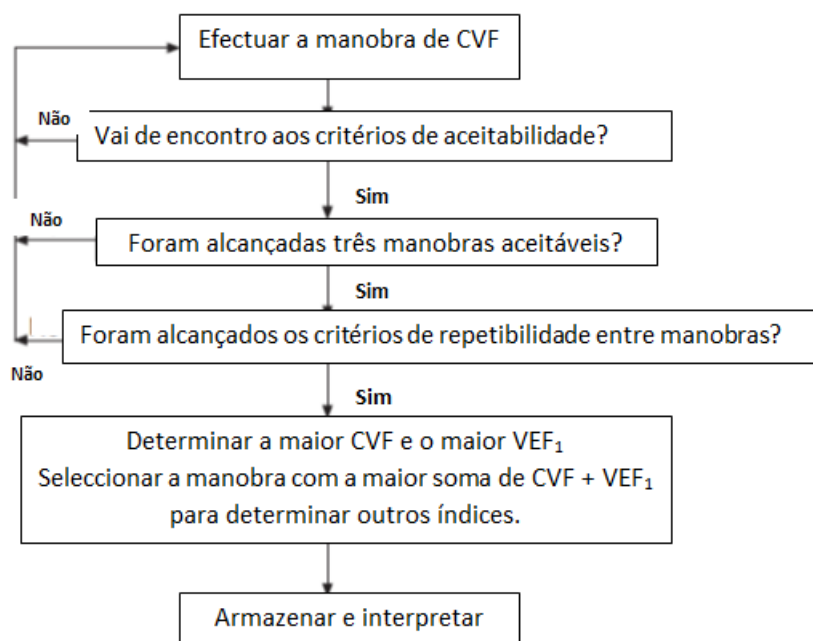 Efectuar a manobra de CVF
Não
Vai de encontro aos critérios de aceitabilidade?
Sim
Não
Foram alcançadas três manobras aceitáveis?
Sim
Foram alcançados os critérios de repetibilidade entre manobras?
Não
Sim
Determinar a maior CVF e o maior VEF₁
Seleccionar a manobra com a maior soma de CVF + VEF₁
para determinar outros índices.
Armazenar e interpretar